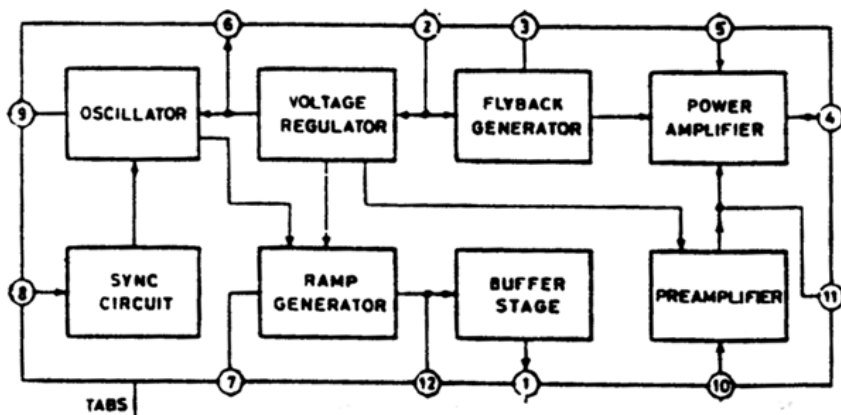 6 2 3 5
9
OSCILLATOR
VOLTAGE
REGULATOR
FLYBACK
GENERATOR
POWER
AMPLIFIER
4
8
SYNC
CIRCUIT
RAMP
GENERATOR
BUFFER
STAGE
PREAMPLIFIER
11
7 12 1 10
TABS